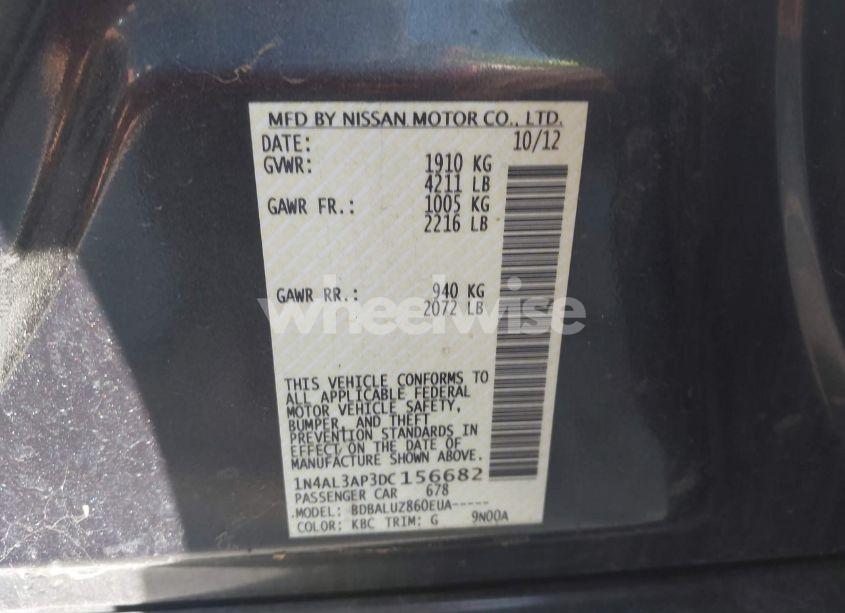 MFD BY NISSAN MOTOR CO., LTD.
DATE: 10/12
GVWR: 1910 KG
4211 LB
GAWR FR.: 1005 KG
2216 LB
GAWR RR.: 940 KG
2072 LB
wheelwise
THIS VEHICLE CONFORMS TO
ALL APPLICABLE FEDERAL
MOTOR VEHICLE SAFETY,
BUMPER, AND THEFT
PREVENTION STANDARDS IN
EFFECT ON THE DATE OF
MANUFACTURE SHOWN ABOVE.
1N4AL3AP3DC156682
PASSENGER CAR 678
MODEL: BDBALUZ860EUA-----
COLOR: KBC TRIM: G 9N00A